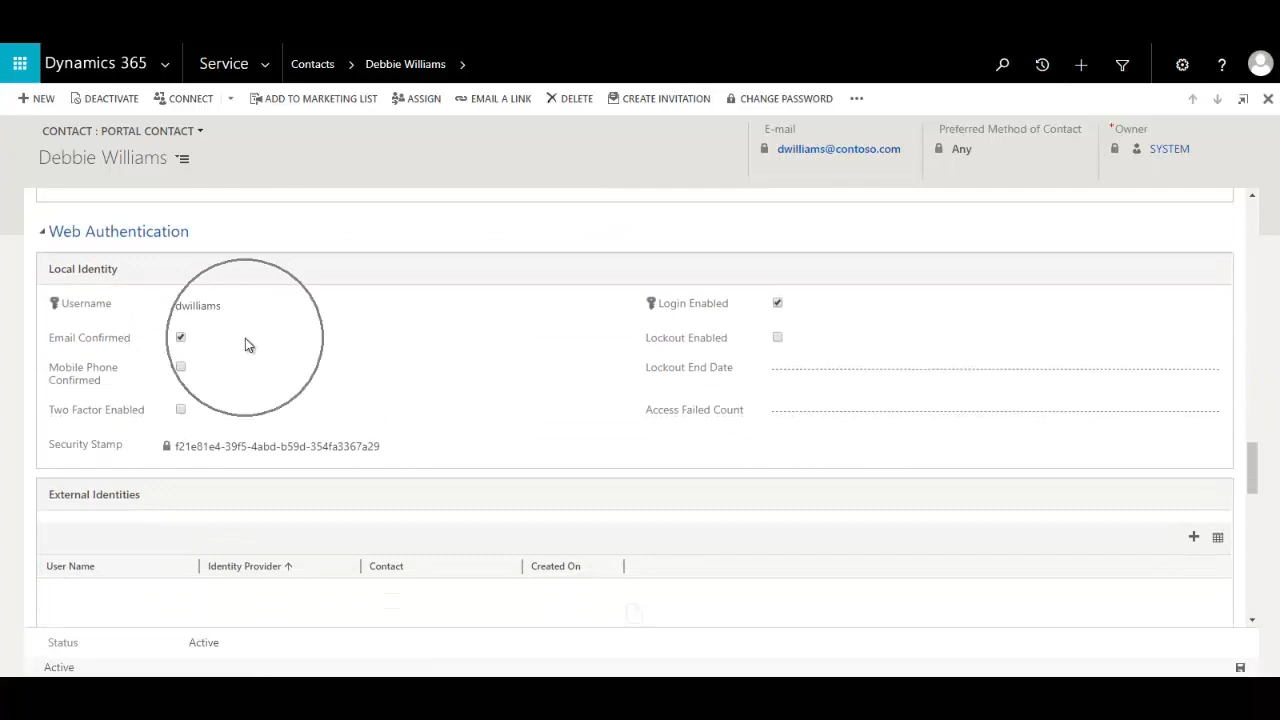 Dynamics 365 Service Contacts Debbie Williams
NEW DEACTIVATE CONNECT ADD TO MARKETING LIST ASSIGN EMAIL A LINK DELETE CREATE INVITATION CHANGE PASSWORD ...
CONTACT : PORTAL CONTACT
Debbie Williams
E-mail
dwilliams@contoso.com
Preferred Method of Contact
Any
*Owner
SYSTEM
Web Authentication
Local Identity
Username dwilliams
Login Enabled
Email Confirmed
Lockout Enabled
Mobile Phone
Confirmed
Lockout End Date
Two Factor Enabled
Access Failed Count
Security Stamp f21e81e4-39f5-4abd-b59d-354fa3367a29
External Identities
User Name Identity Provider Contact Created On
Status Active
Active